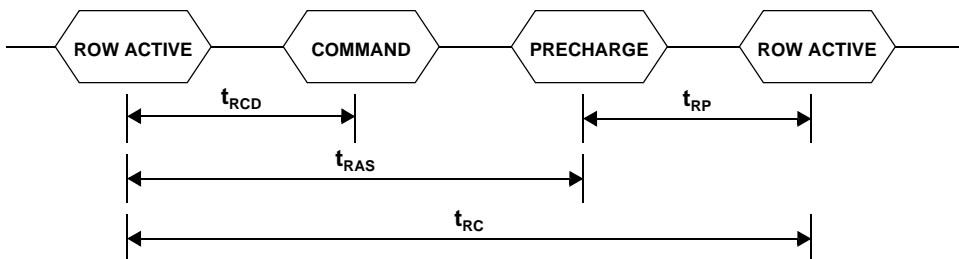 ROW ACTIVE COMMAND PRECHARGE ROW ACTIVE
tRCD tRP
tRAS
tRC